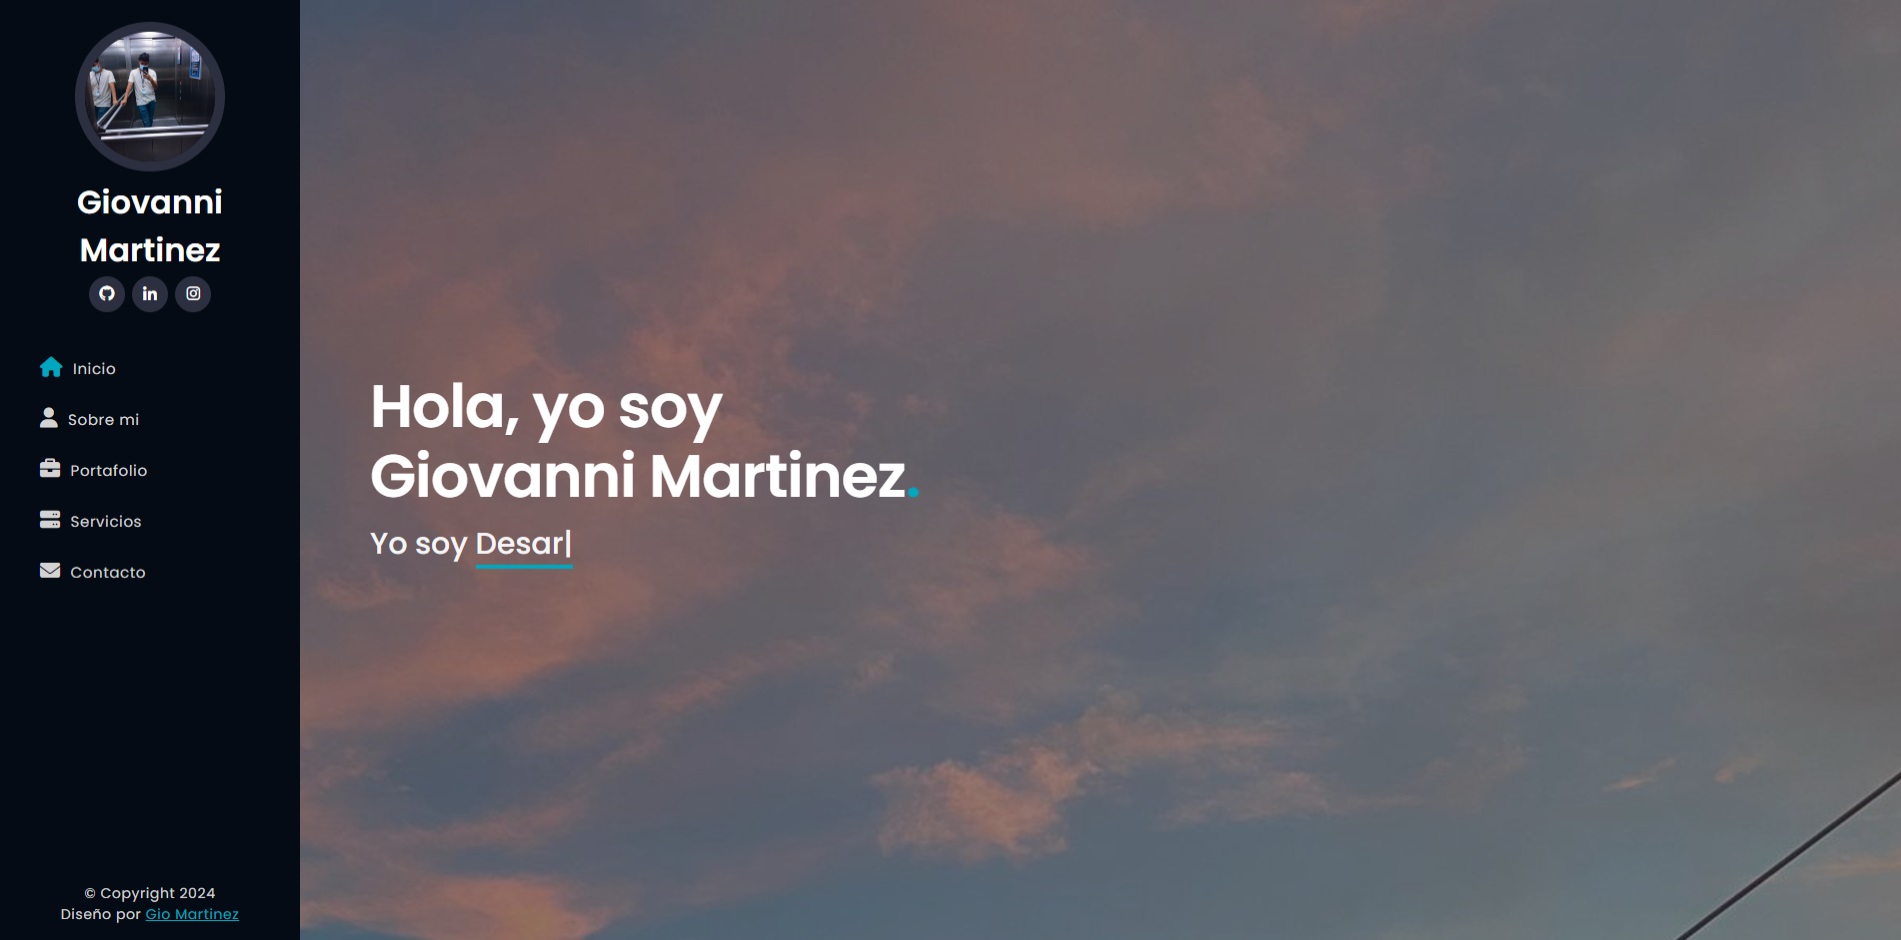 Giovanni
Martinez
Inicio
Sobre mi
Portafolio
Servicios
Contacto
© Copyright 2024
Diseño por Gio Martinez
Hola, yo soy
Giovanni Martinez.
Yo soy Desar|